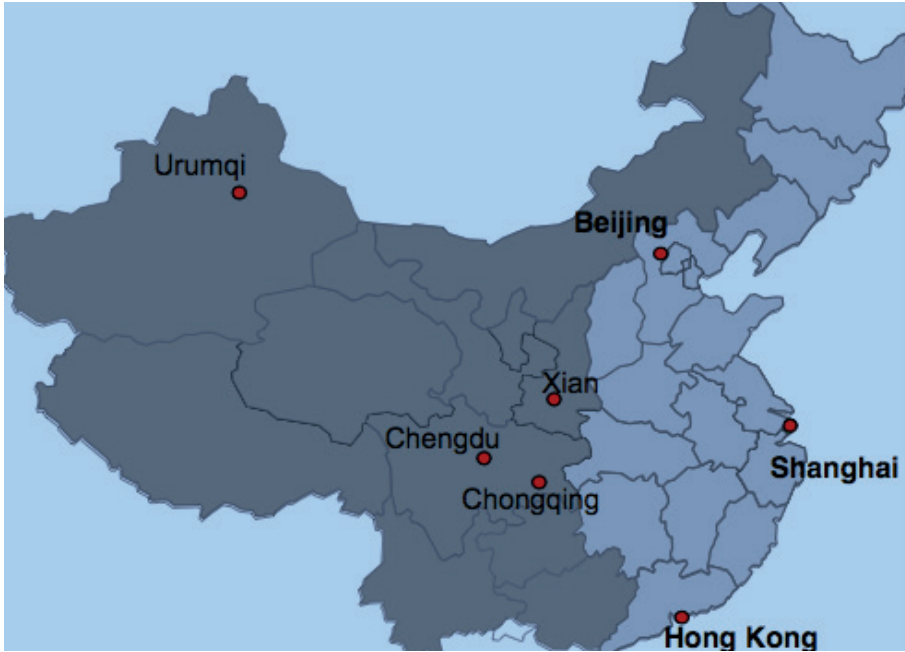 Urumqi
Beijing
Xian
Chengdu
Shanghai
Chongqing
Hong Kong